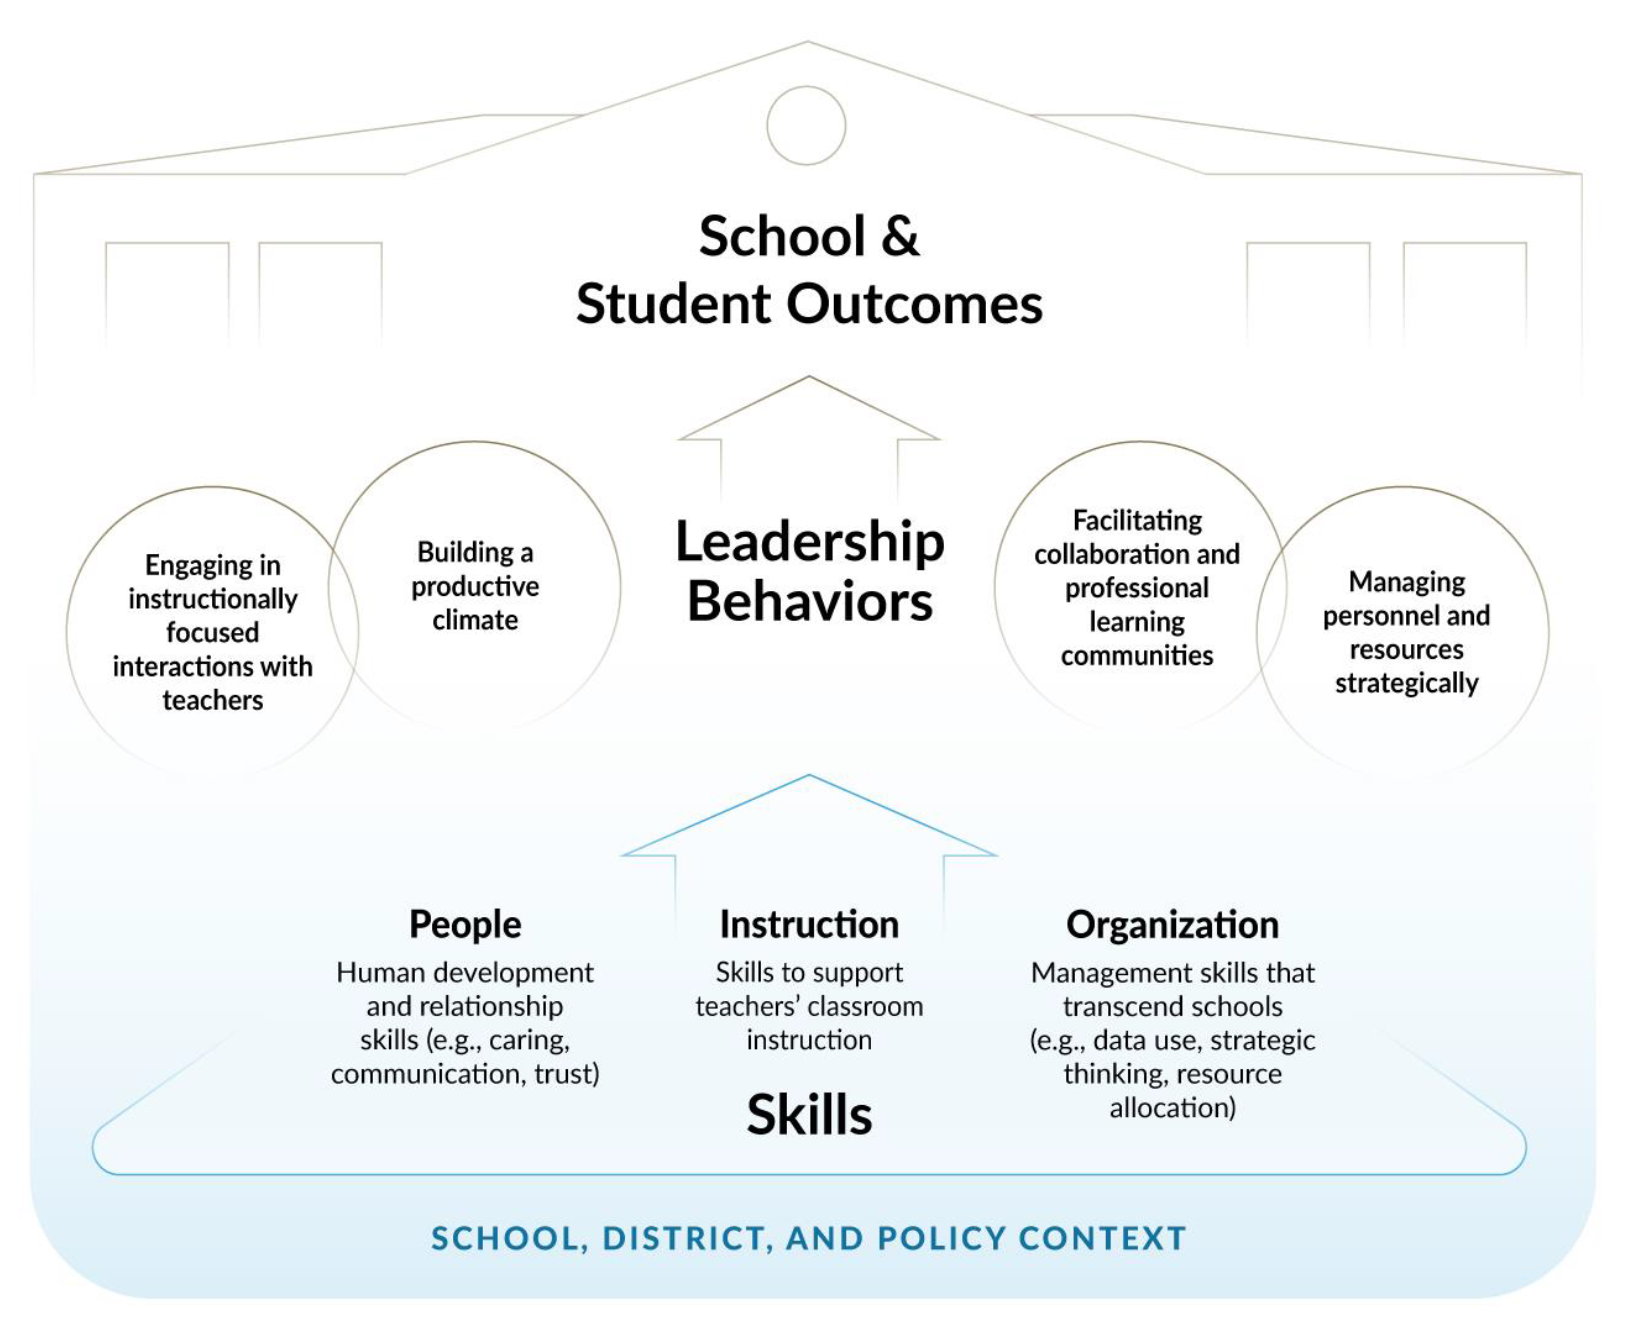 School &
Student Outcomes
Leadership
Behaviors
Engaging in
instructionally
focused
interactions with
teachers
Building a
productive
climate
Facilitating
collaboration and
professional
learning
communities
Managing
personnel and
resources
strategically
People
Human development
and relationship
skills (e.g., caring,
communication, trust)
Instruction
Skills to support
teachers’ classroom
instruction
Organization
Management skills that
transcend schools
(e.g., data use, strategic
thinking, resource
allocation)
Skills
SCHOOL, DISTRICT, AND POLICY CONTEXT